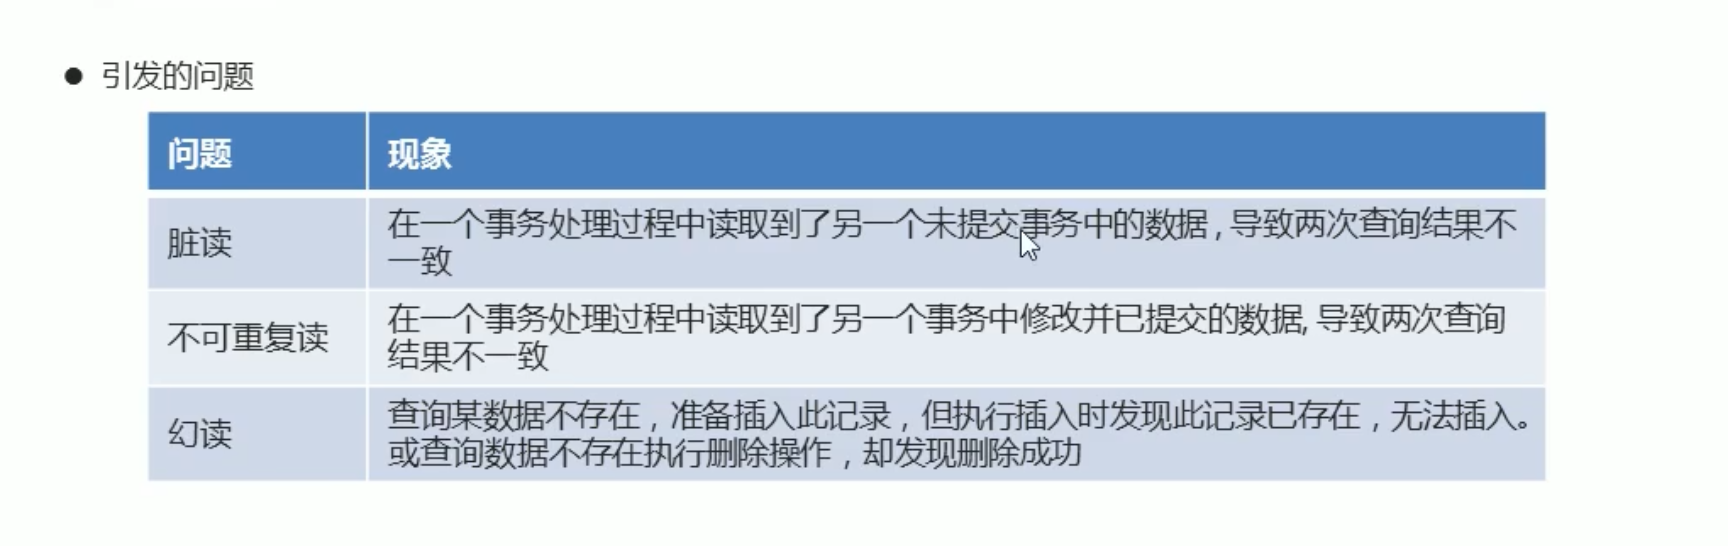 ● 引发的问题
问题 现象
脏读 在一个事务处理过程中读取到了另一个未提交事务中的数据，导致两次查询结果不
一致
不可重复读 在一个事务处理过程中读取到了另一个事务中修改并已提交的数据, 导致两次查询
结果不一致
幻读 查询某数据不存在，准备插入此记录，但执行插入时发现此记录已存在，无法插入。
或查询数据不存在执行删除操作，却发现删除成功